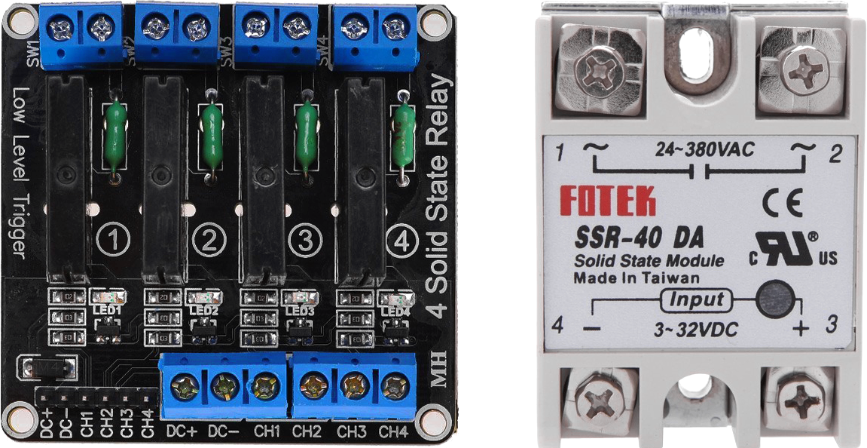 SW1
SW2
SW3
SW4
Low Level Trigger
4 Solid State Relay
1
2
3
4
LED1
LED2
LED3
LED4
MH
DC+
DC-
CH1
CH2
CH3
CH4
DC+ DC- CH1 CH2 CH3 CH4
1 ~ 24~380VAC ~ 2
FOTEK
CE
SSR-40 DA
Solid State Module
Made In Taiwan
c RU ® US
Input
4 − 3~32VDC + 3